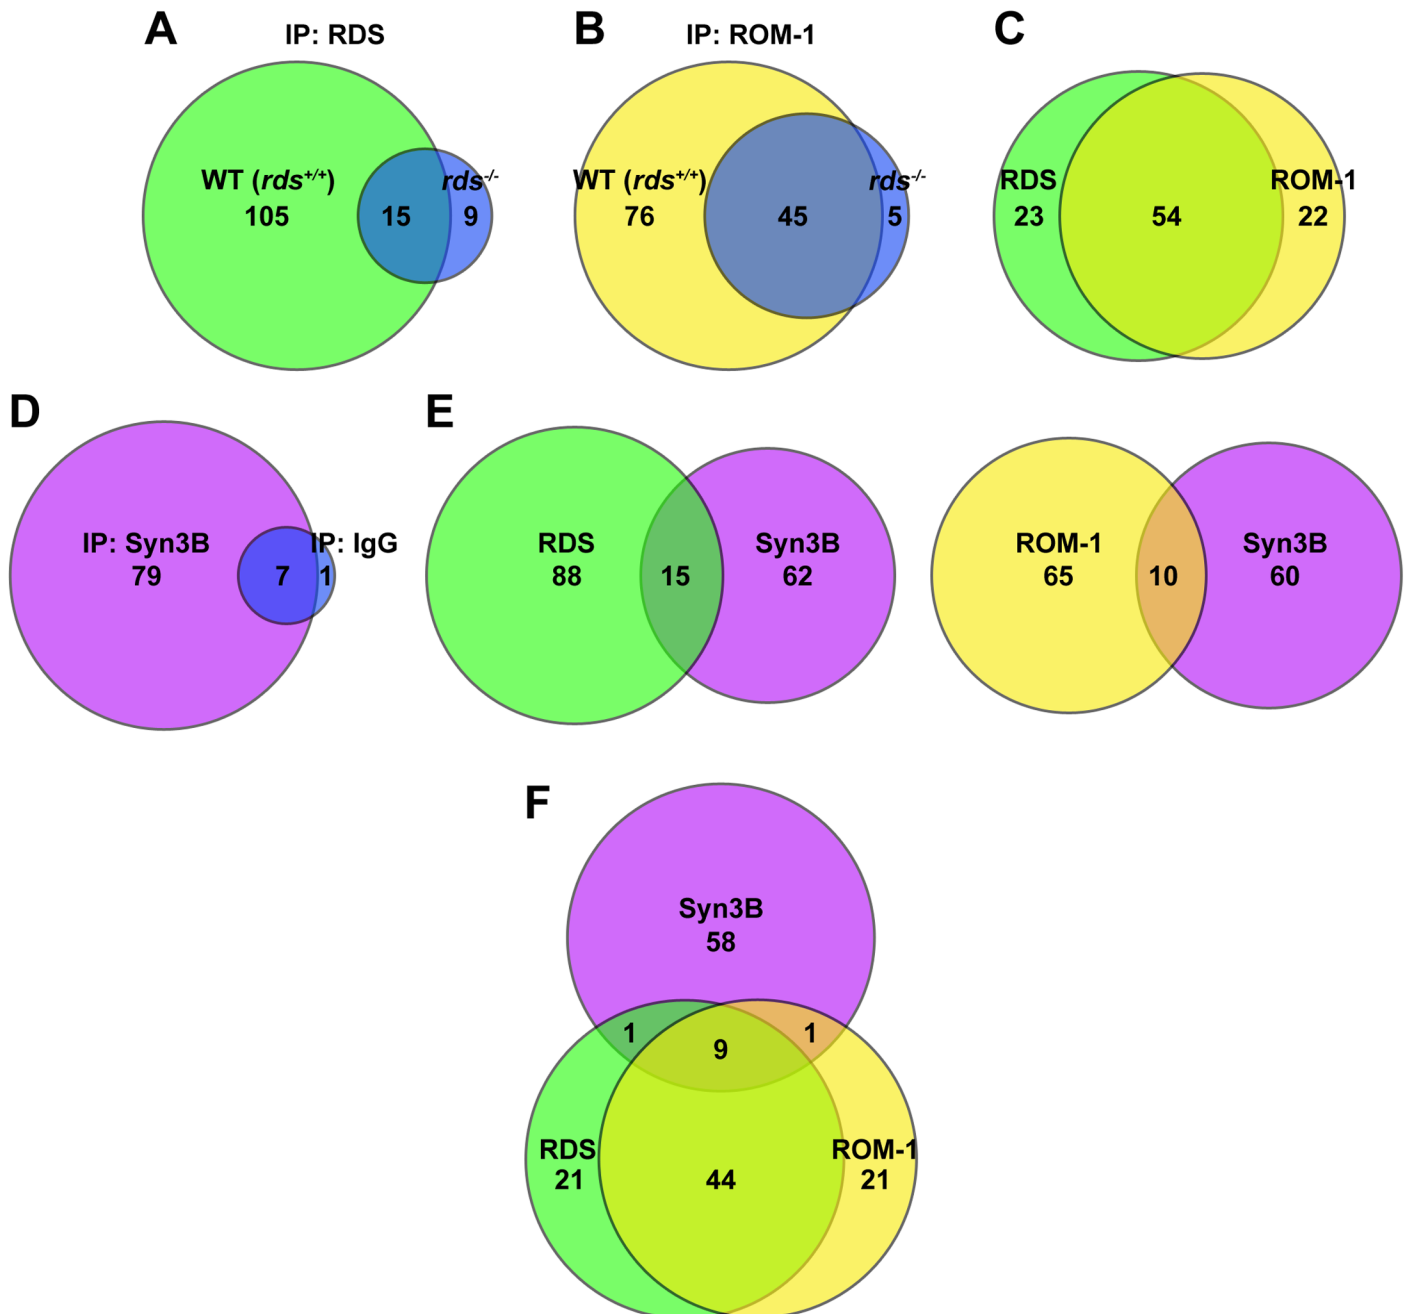 A
IP: RDS
WT (rds+/+)
105
15
rds-/-
9
B
IP: ROM-1
WT (rds+/+)
76
45
rds-/-
5
C
RDS
23
54
ROM-1
22
D
IP: Syn3B
79
7
IP: IgG
1
E
RDS
88
15
Syn3B
62
ROM-1
65
10
Syn3B
60
F
Syn3B
58
1
9
1
RDS
21
44
ROM-1
21